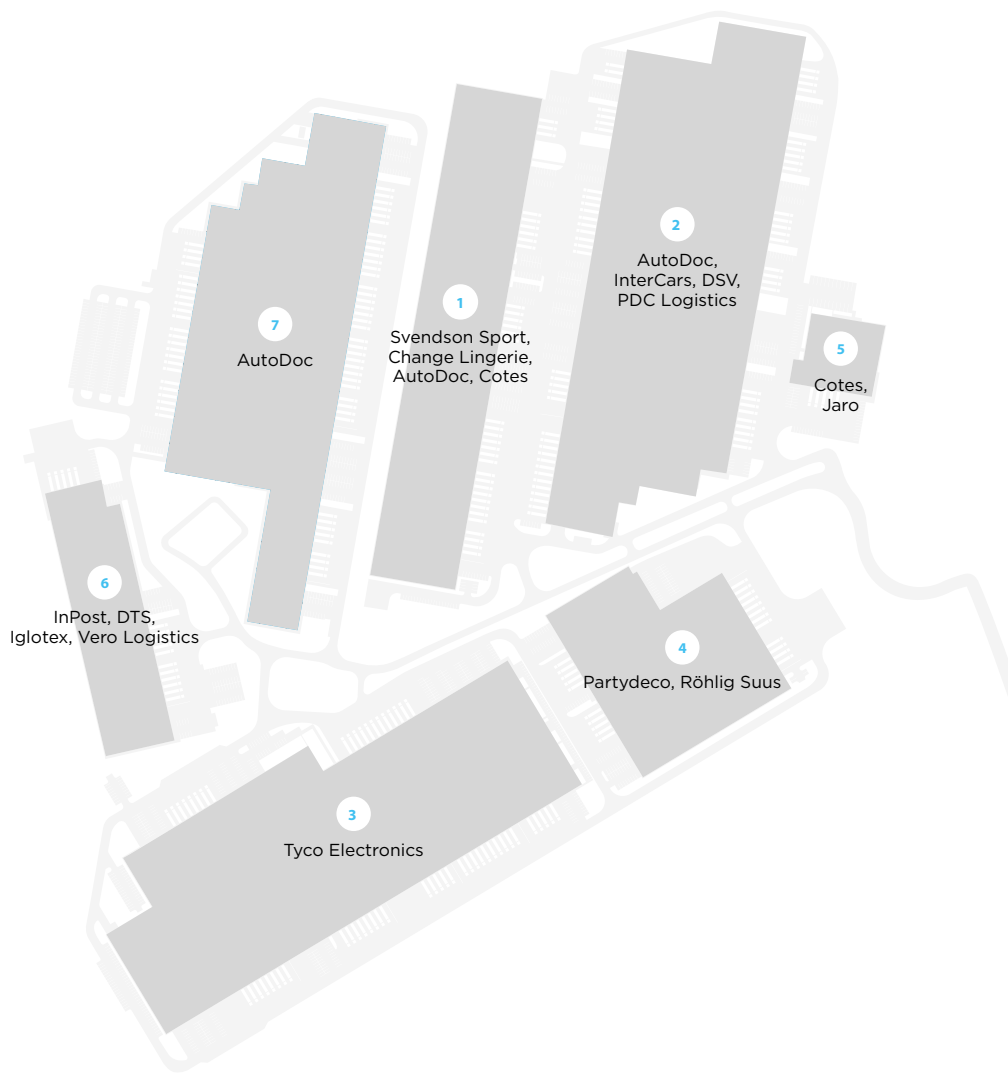 2
AutoDoc,
InterCars, DSV,
PDC Logistics
1
Svendson Sport,
Change Lingerie,
AutoDoc, Cotes
7
AutoDoc
5
Cotes,
Jaro
6
InPost, DTS,
Iglotex, Vero Logistics
4
Partydeco, Röhlig Suus
3
Tyco Electronics